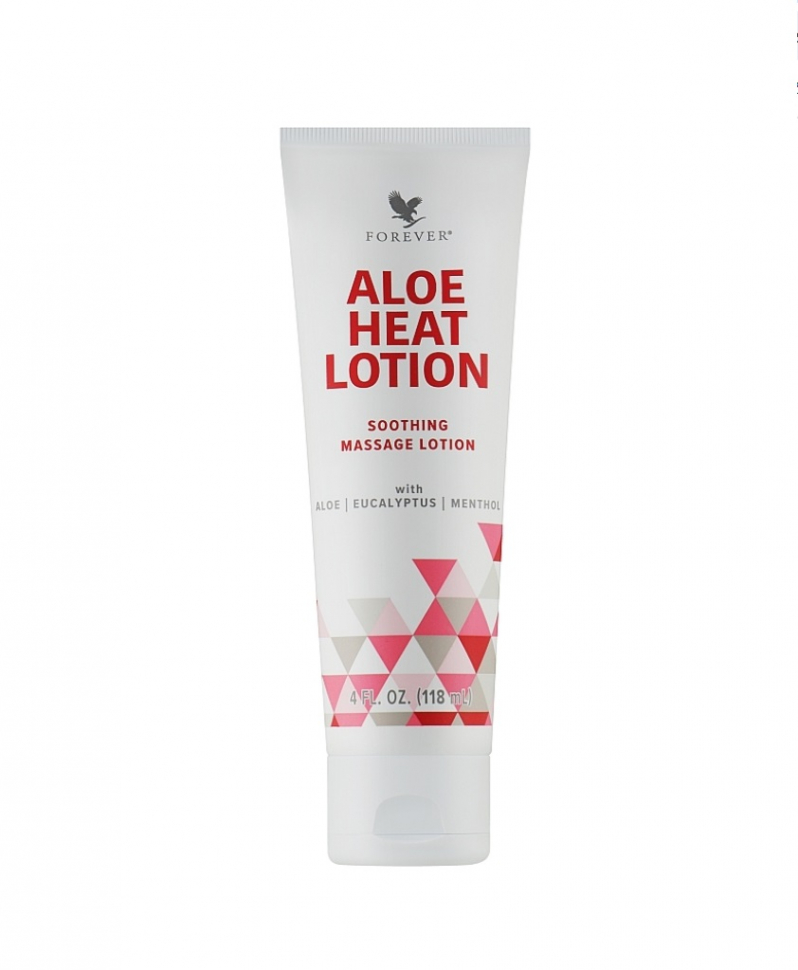 FOREVER®
ALOE
HEAT
LOTION
SOOTHING
MASSAGE LOTION
with
ALOE | EUCALYPTUS | MENTHOL
4 FL. OZ. (118 mL)